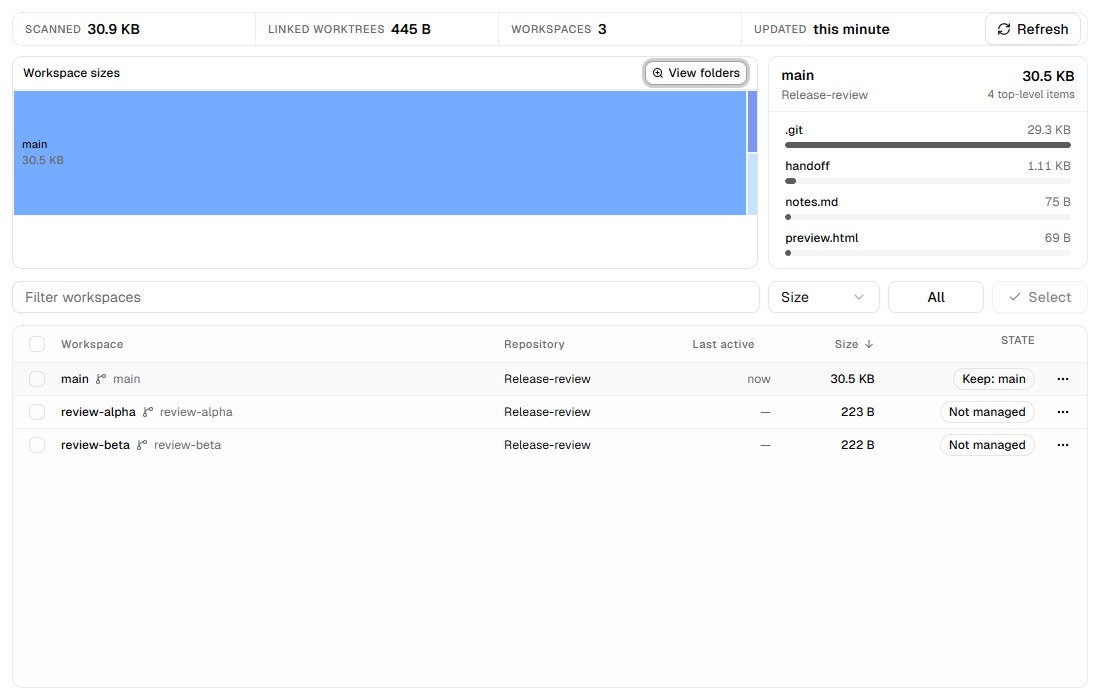 SCANNED 30.9 KB LINKED WORKTREES 445 B WORKSPACES 3 UPDATED this minute Refresh
Workspace sizes View folders
main
30.5 KB
main 30.5 KB
Release-review 4 top-level items
.git 29.3 KB
handoff 1.11 KB
notes.md 75 B
preview.html 69 B
Filter workspaces Size All Select
Workspace Repository Last active Size STATE
main main Release-review now 30.5 KB Keep: main
review-alpha review-alpha Release-review — 223 B Not managed
review-beta review-beta Release-review — 222 B Not managed